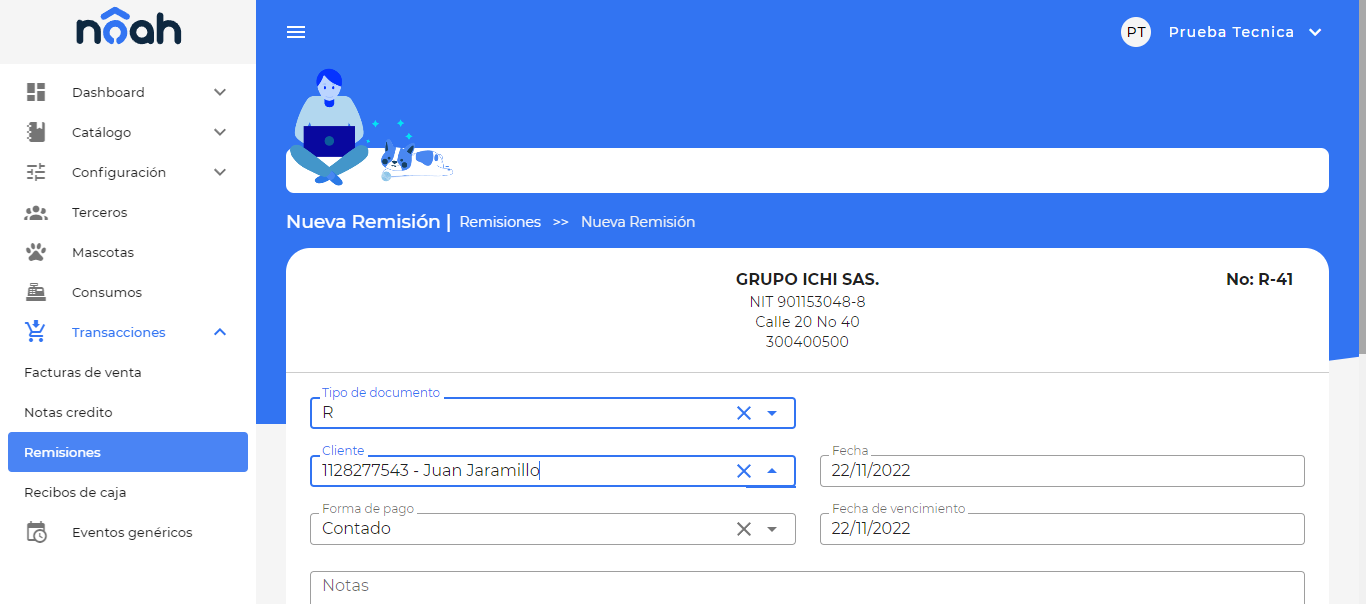 nôah
PT Prueba Tecnica
Dashboard
Catálogo
Configuración
Terceros
Mascotas
Consumos
Transacciones
Facturas de venta
Notas credito
Remisiones
Recibos de caja
Eventos genéricos
Nueva Remisión | Remisiones >> Nueva Remisión
GRUPO ICHI SAS.
No: R-41
NIT 901153048-8
Calle 20 No 40
300400500
Tipo de documento
R
Cliente
1128277543 - Juan Jaramillo
Fecha
22/11/2022
Forma de pago
Contado
Fecha de vencimiento
22/11/2022
Notas